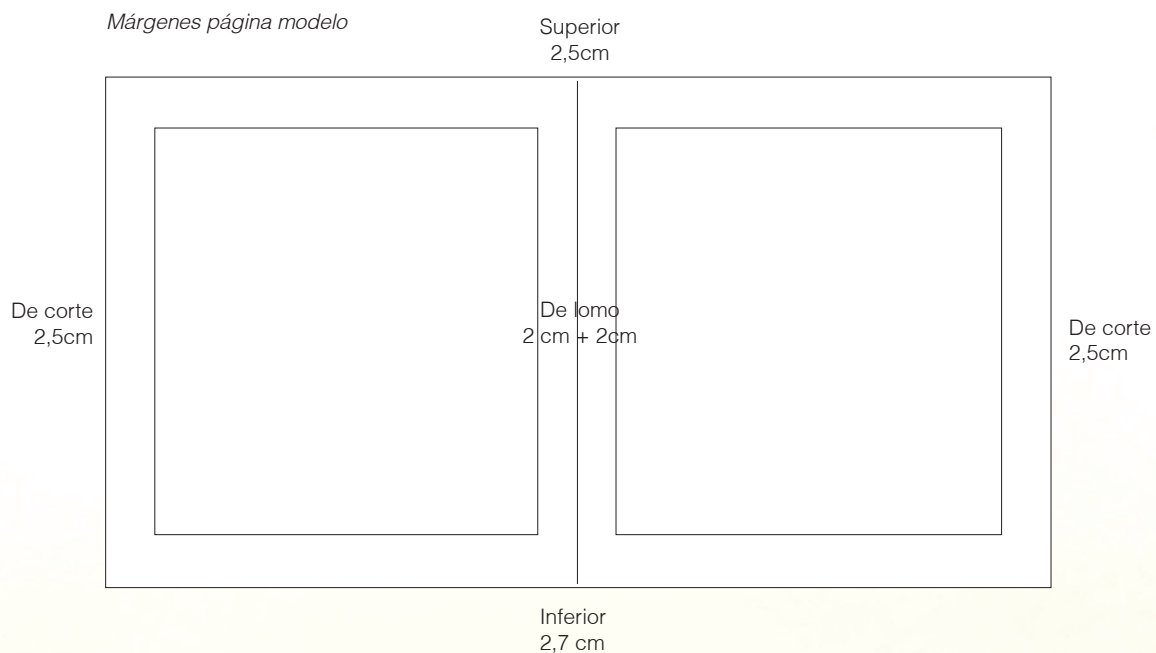 Márgenes página modelo
Superior
2,5cm
De corte
2,5cm
De lomo
2 cm + 2cm
De corte
2,5cm
Inferior
2,7 cm